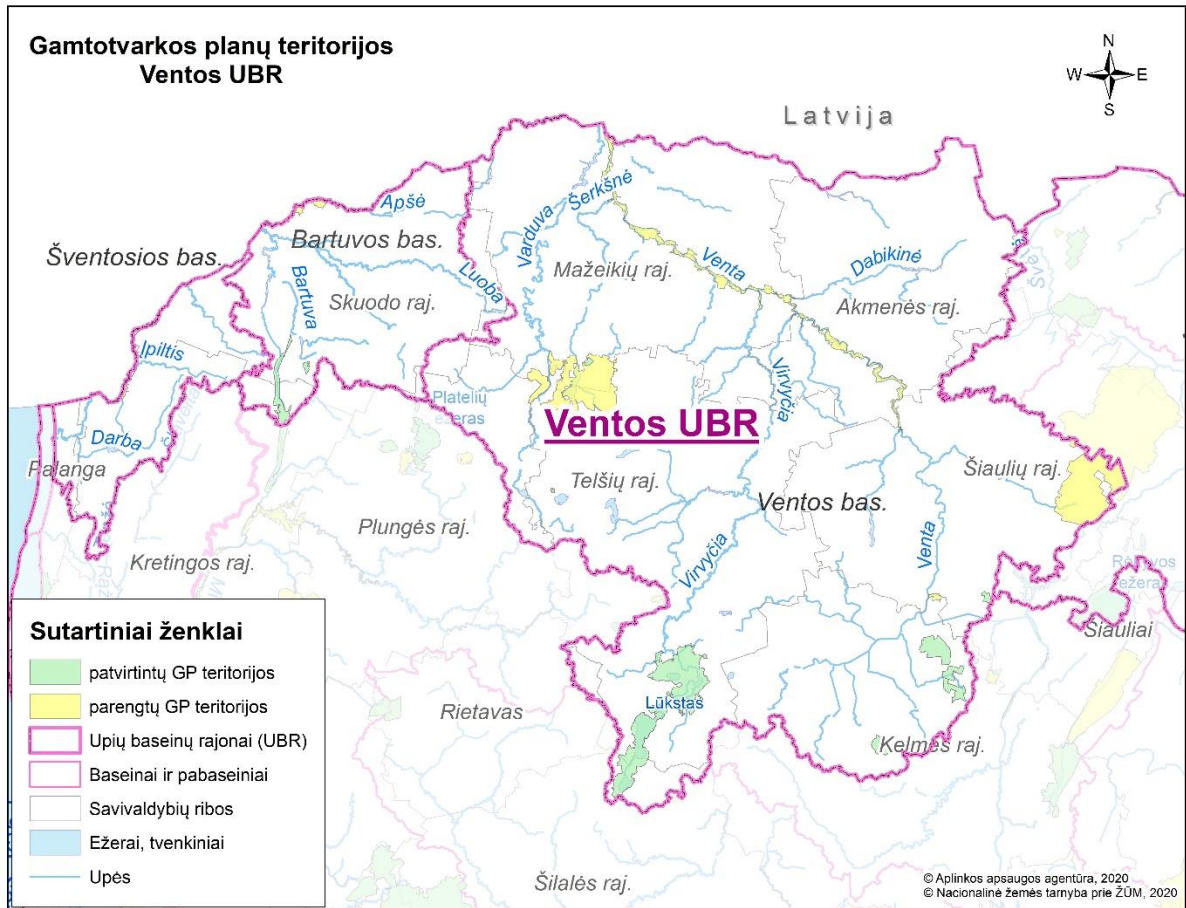 Gamtotvarkos planų teritorijos
Ventos UBR
N
W
E
S
Latvija
Apšė
Šerkšnė
Varduva
Bartuvos bas.
Šventosios bas.
Venta
Dabikinė
Mažeikių raj.
Luoba
Bartuva
Skuodo raj.
Akmenės raj.
Įpiltis
Virvyčia
Platelių
ežeras
Ventos UBR
Darba
Palanga
Telšių raj.
Šiaulių raj.
Ventos bas.
Plungės raj.
Venta
Kretingos raj.
Virvyčia
ežeras
Šiauliai
Lūkstas
Rietavas
Kelmės raj.
Šilalės raj.
Sutartiniai ženklai
patvirtintų GP teritorijos
parengtų GP teritorijos
Upių baseinų rajonai (UBR)
Baseinai ir pabaseiniai
Savivaldybių ribos
Ežerai, tvenkiniai
Upės
© Aplinkos apsaugos agentūra, 2020
© Nacionalinė žemės tarnyba prie ŽŪM, 2020